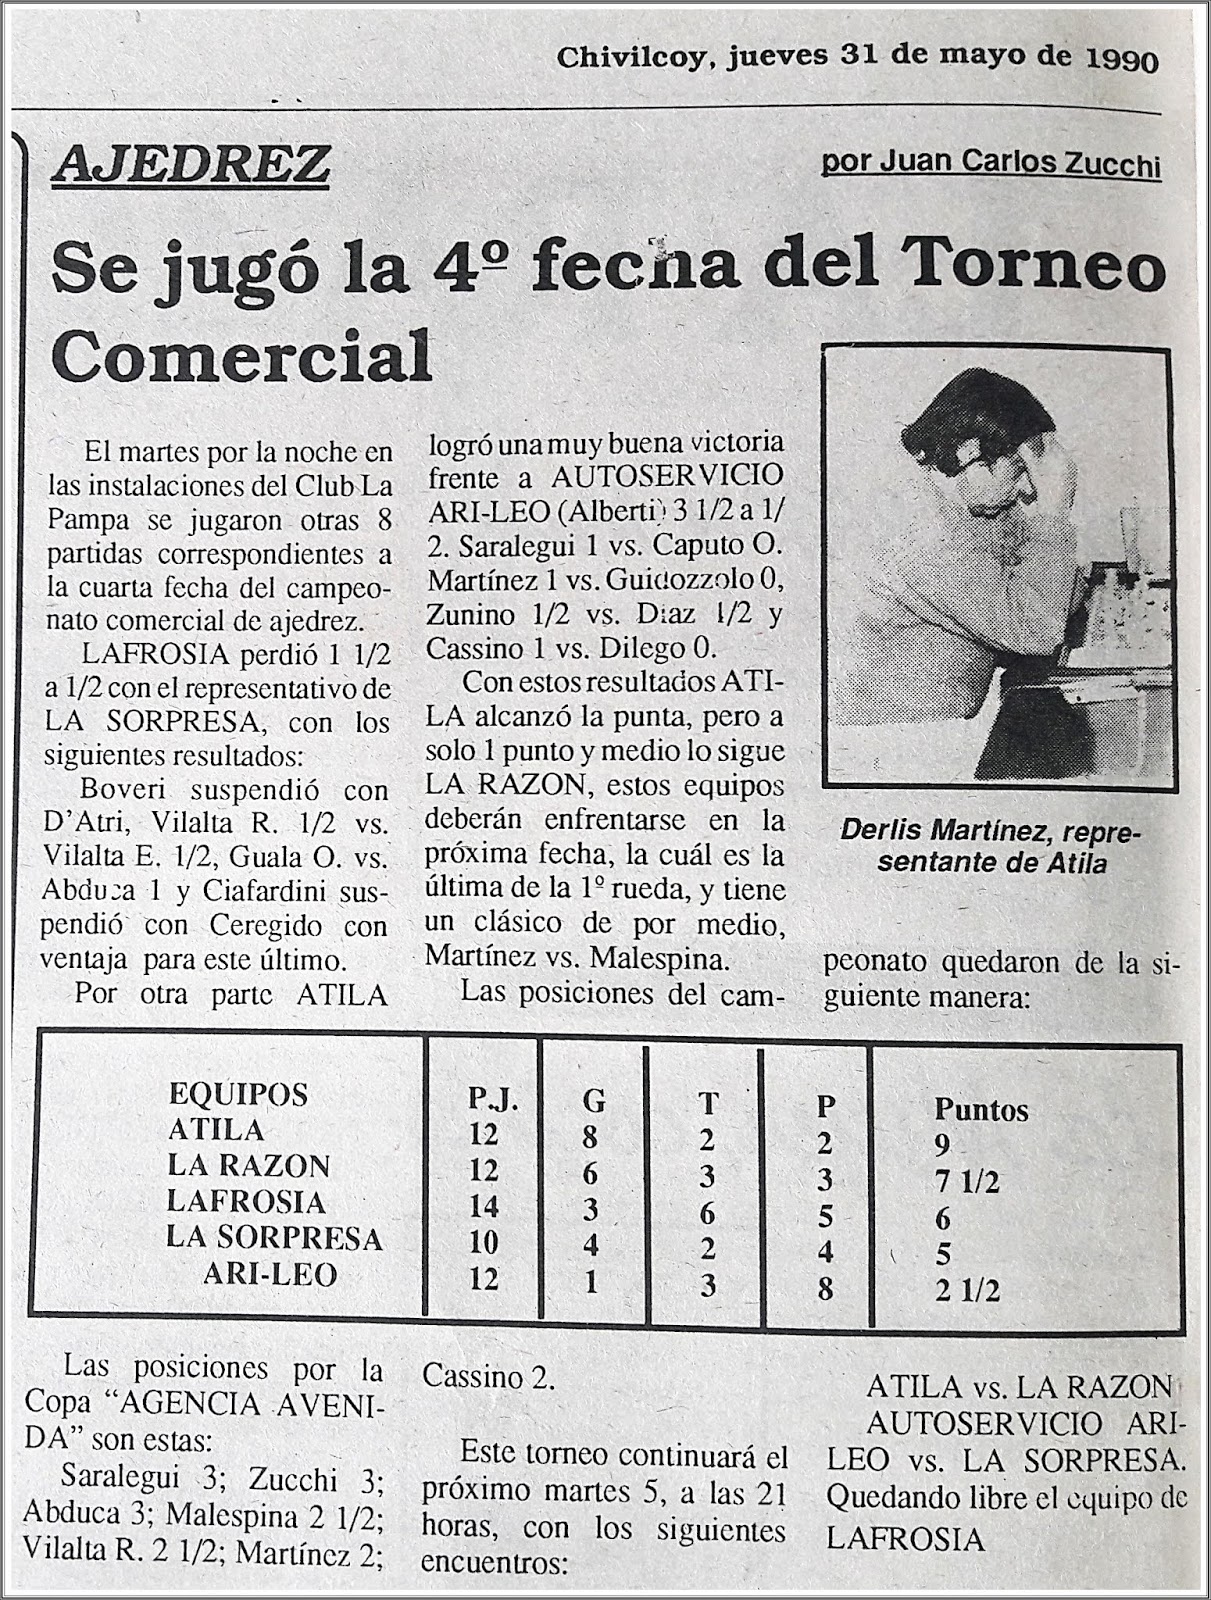 Chivilcoy, jueves 31 de mayo de 1990
AJEDREZ
por Juan Carlos Zucchi
Se jugó la 4º fecha del Torneo
Comercial
El martes por la noche en
las instalaciones del Club La
Pampa se jugaron otras 8
partidas correspondientes a
la cuarta fecha del campeo-
nato comercial de ajedrez.
LAFROSIA perdió 1 1/2
a 1/2 con el representativo de
LA SORPRESA, con los
siguientes resultados:
Boveri suspendió con
D'Atri, Vilalta R. 1/2 vs.
Vilalta E. 1/2, Guala O. vs.
Abduca 1 y Ciafardini sus-
pendió con Ceregido con
ventaja para este último.
Por otra parte ATILA
logró una muy buena victoria
frente a AUTOSERVICIO
ARI-LEO (Alberti) 3 1/2 a 1/
2. Saralegui 1 vs. Caputo O.
Martínez 1 vs. Guidozzolo 0,
Zunino 1/2 vs. Díaz 1/2 y
Cassino 1 vs. Dilego 0.
Con estos resultados ATI-
LA alcanzó la punta, pero a
solo 1 punto y medio lo sigue
LA RAZON, estos equipos
deberán enfrentarse en la
próxima fecha, la cuál es la
última de la 1º rueda, y tiene
un clásico de por medio,
Martínez vs. Malespina.
Las posiciones del cam-
Derlis Martínez, repre-
sentante de Atila
peonato quedaron de la si-
guiente manera:
EQUIPOS P.J. G T P Puntos
ATILA 12 8 2 2 9
LA RAZON 12 6 3 3 7 1/2
LAFROSIA 14 3 6 5 6
LA SORPRESA 10 4 2 4 5
ARI-LEO 12 1 3 8 2 1/2
Las posiciones por la
Copa “AGENCIA AVENI-
DA” son estas:
Saralegui 3; Zucchi 3;
Abduca 3; Malespina 2 1/2;
Vilalta R. 2 1/2; Martínez 2;
Cassino 2.
Este torneo continuará el
próximo martes 5, a las 21
horas, con los siguientes
encuentros:
ATILA vs. LA RAZON
AUTOSERVICIO ARI-
LEO vs. LA SORPRESA.
Quedando libre el equipo de
LAFROSIA